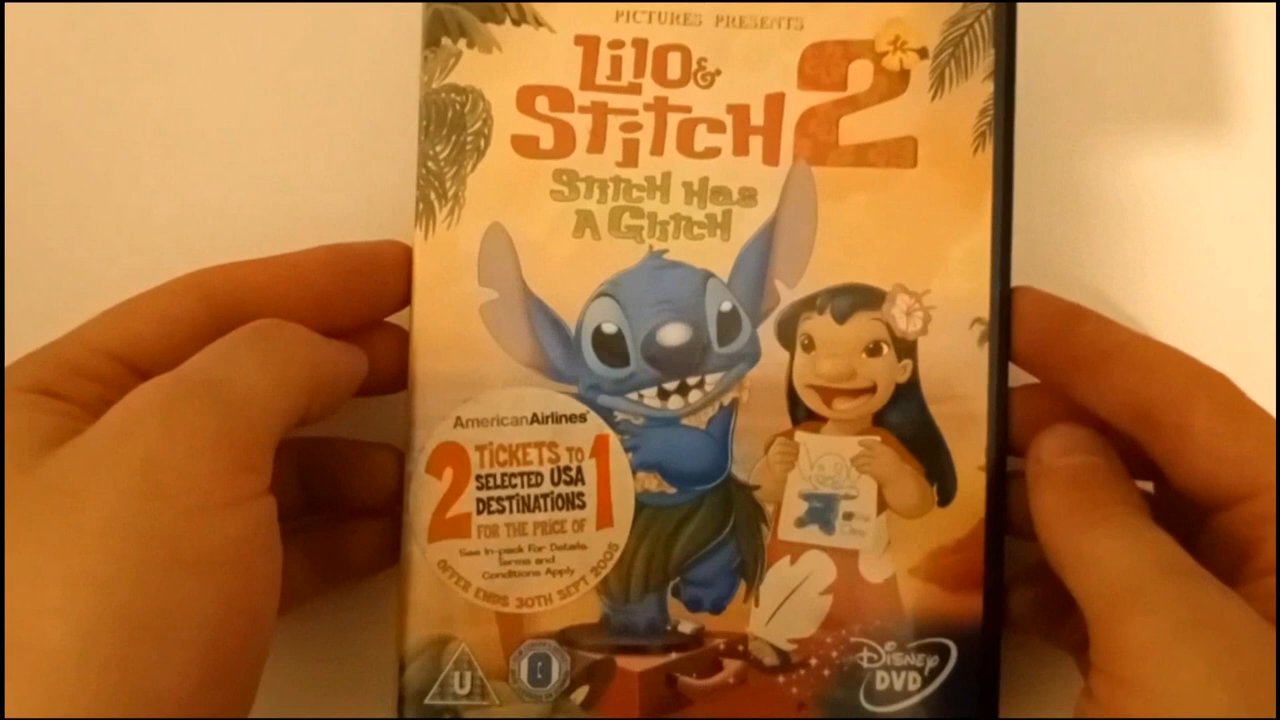 PICTURES PRESENTS
Lilo &
Stitch 2
Stitch Has
A Glitch
AmericanAirlines
2 TICKETS TO 1
SELECTED USA
DESTINATIONS
FOR THE PRICE OF
See in-pack for Details.
Terms and
Conditions Apply
OFFER ENDS 30TH SEPT 2005
U
DISNEY
DVD